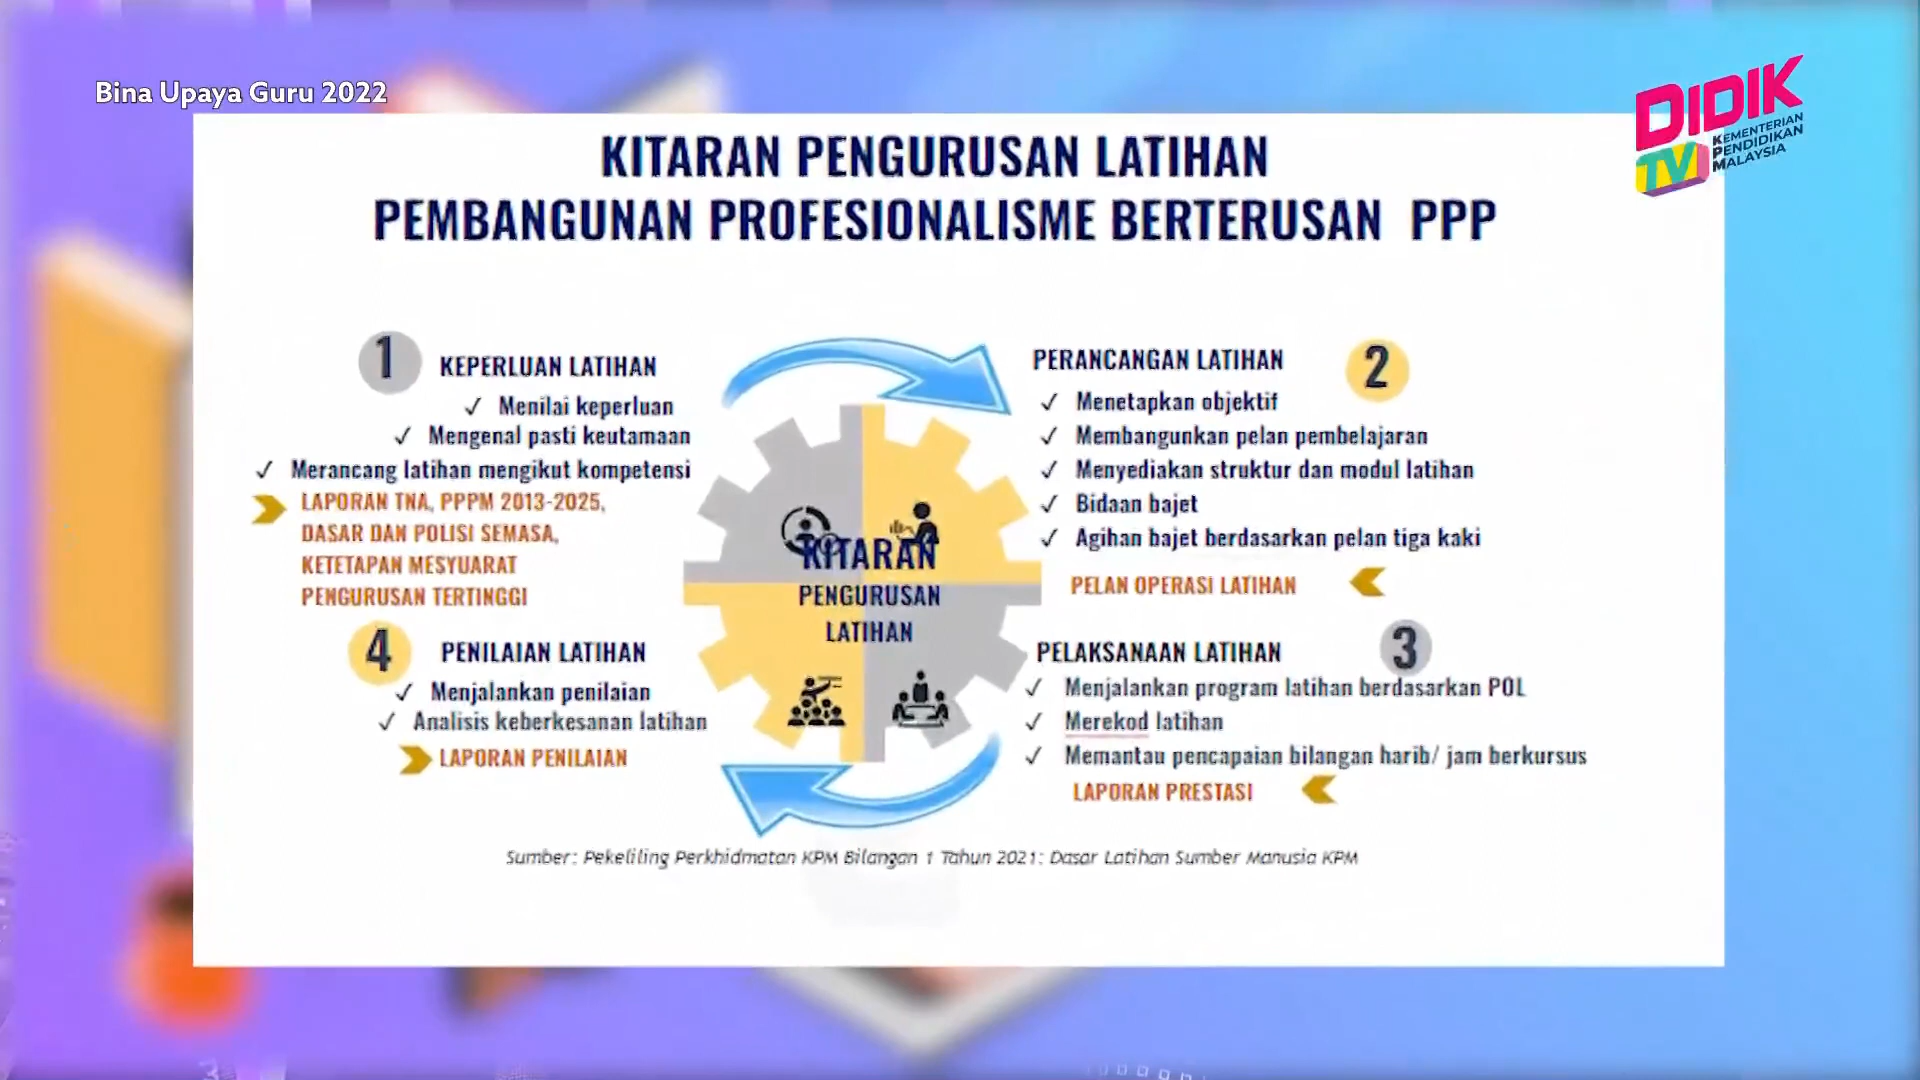 Bina Upaya Guru 2022
DIDIK
TV
KEMENTERIAN
PENDIDIKAN
MALAYSIA
KITARAN PENGURUSAN LATIHAN
PEMBANGUNAN PROFESIONALISME BERTERUSAN PPP
1
KEPERLUAN LATIHAN
✓ Menilai keperluan
✓ Mengenal pasti keutamaan
✓ Merancang latihan mengikut kompetensi
LAPORAN TNA, PPPM 2013-2025,
DASAR DAN POLISI SEMASA,
KETETAPAN MESYUARAT
PENGURUSAN TERTINGGI
PERANCANGAN LATIHAN
2
✓ Menetapkan objektif
✓ Membangunkan pelan pembelajaran
✓ Menyediakan struktur dan modul latihan
✓ Bidaan bajet
✓ Agihan bajet berdasarkan pelan tiga kaki
PELAN OPERASI LATIHAN
KITARAN
PENGURUSAN
LATIHAN
PELAKSANAAN LATIHAN
3
✓ Menjalankan program latihan berdasarkan POL
✓ Merekod latihan
✓ Memantau pencapaian bilangan harib/ jam berkursus
LAPORAN PRESTASI
4
PENILAIAN LATIHAN
✓ Menjalankan penilaian
✓ Analisis keberkesanan latihan
LAPORAN PENILAIAN
Sumber: Pekeliling Perkhidmatan KPM Bilangan 1 Tahun 2021: Dasar Latihan Sumber Manusia KPM